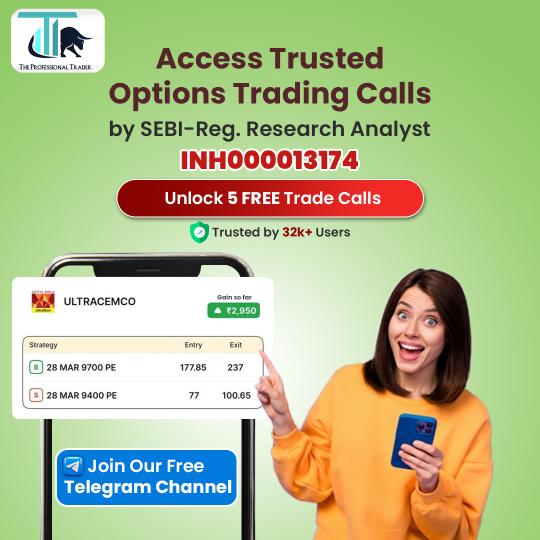 THE PROFESSIONAL TRADER
Access Trusted
Options Trading Calls
by SEBI-Reg. Research Analyst
INH000013174
Unlock 5 FREE Trade Calls
Trusted by 32k+ Users
ULTRACEMCO
Gain so far
₹2,950
Strategy Entry Exit
B 28 MAR 9700 PE 177.85 237
S 28 MAR 9400 PE 77 100.65
Join Our Free
Telegram Channel